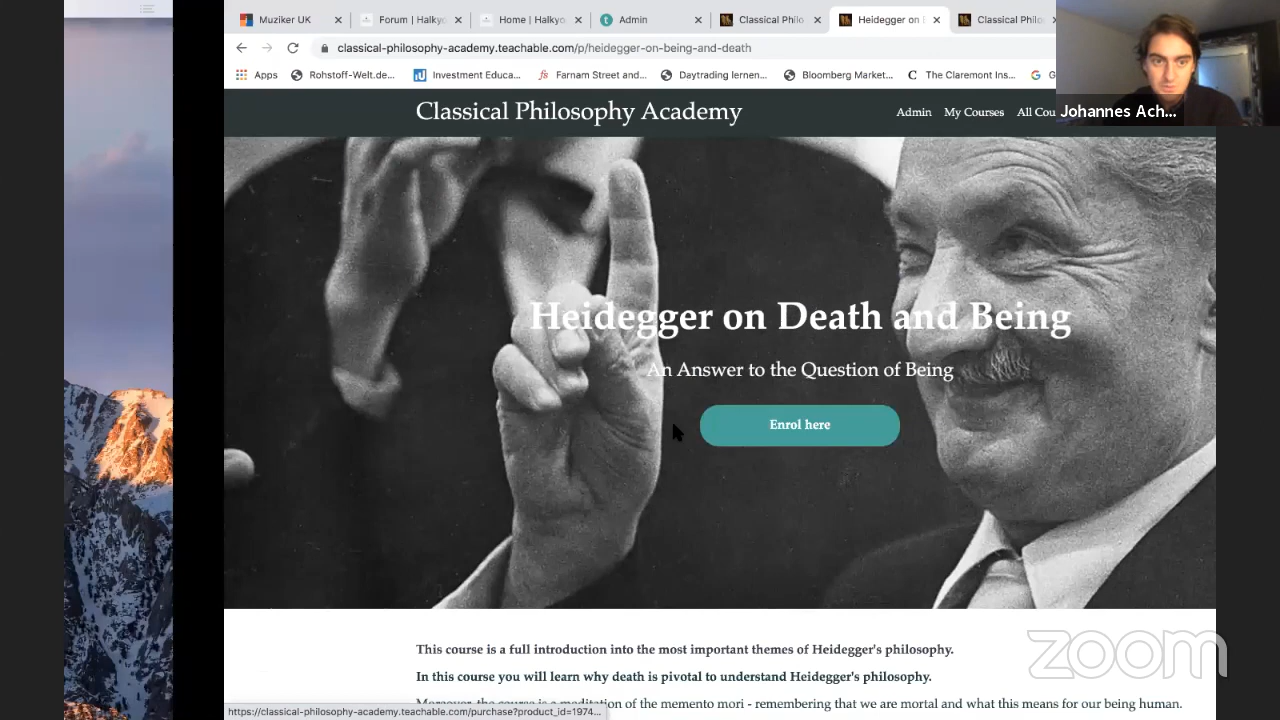 Muziker UK
Forum | Halky
Home | Halkyo
Admin
Classical Philo
Heidegger on
Classical Philo
classical-philosophy-academy.teachable.com/p/heidegger-on-being-and-death
Apps
Rohstoff-Welt.de...
Investment Educa...
fs
Farnam Street and...
Daytrading lernen...
Bloomberg Market...
C
The Claremont Ins...
G
Johannes Ach...
Classical Philosophy Academy
Admin
My Courses
All Cou
Heidegger on Death and Being
An Answer to the Question of Being
Enrol here
This course is a full introduction into the most important themes of Heidegger's philosophy.
In this course you will learn why death is pivotal to understand Heidegger's philosophy.
Moreover, the course is a meditation of the memento mori - remembering that we are mortal and what this means for our being human.
https://classical-philosophy-academy.teachable.com/purchase?product_id=1974...
zoom